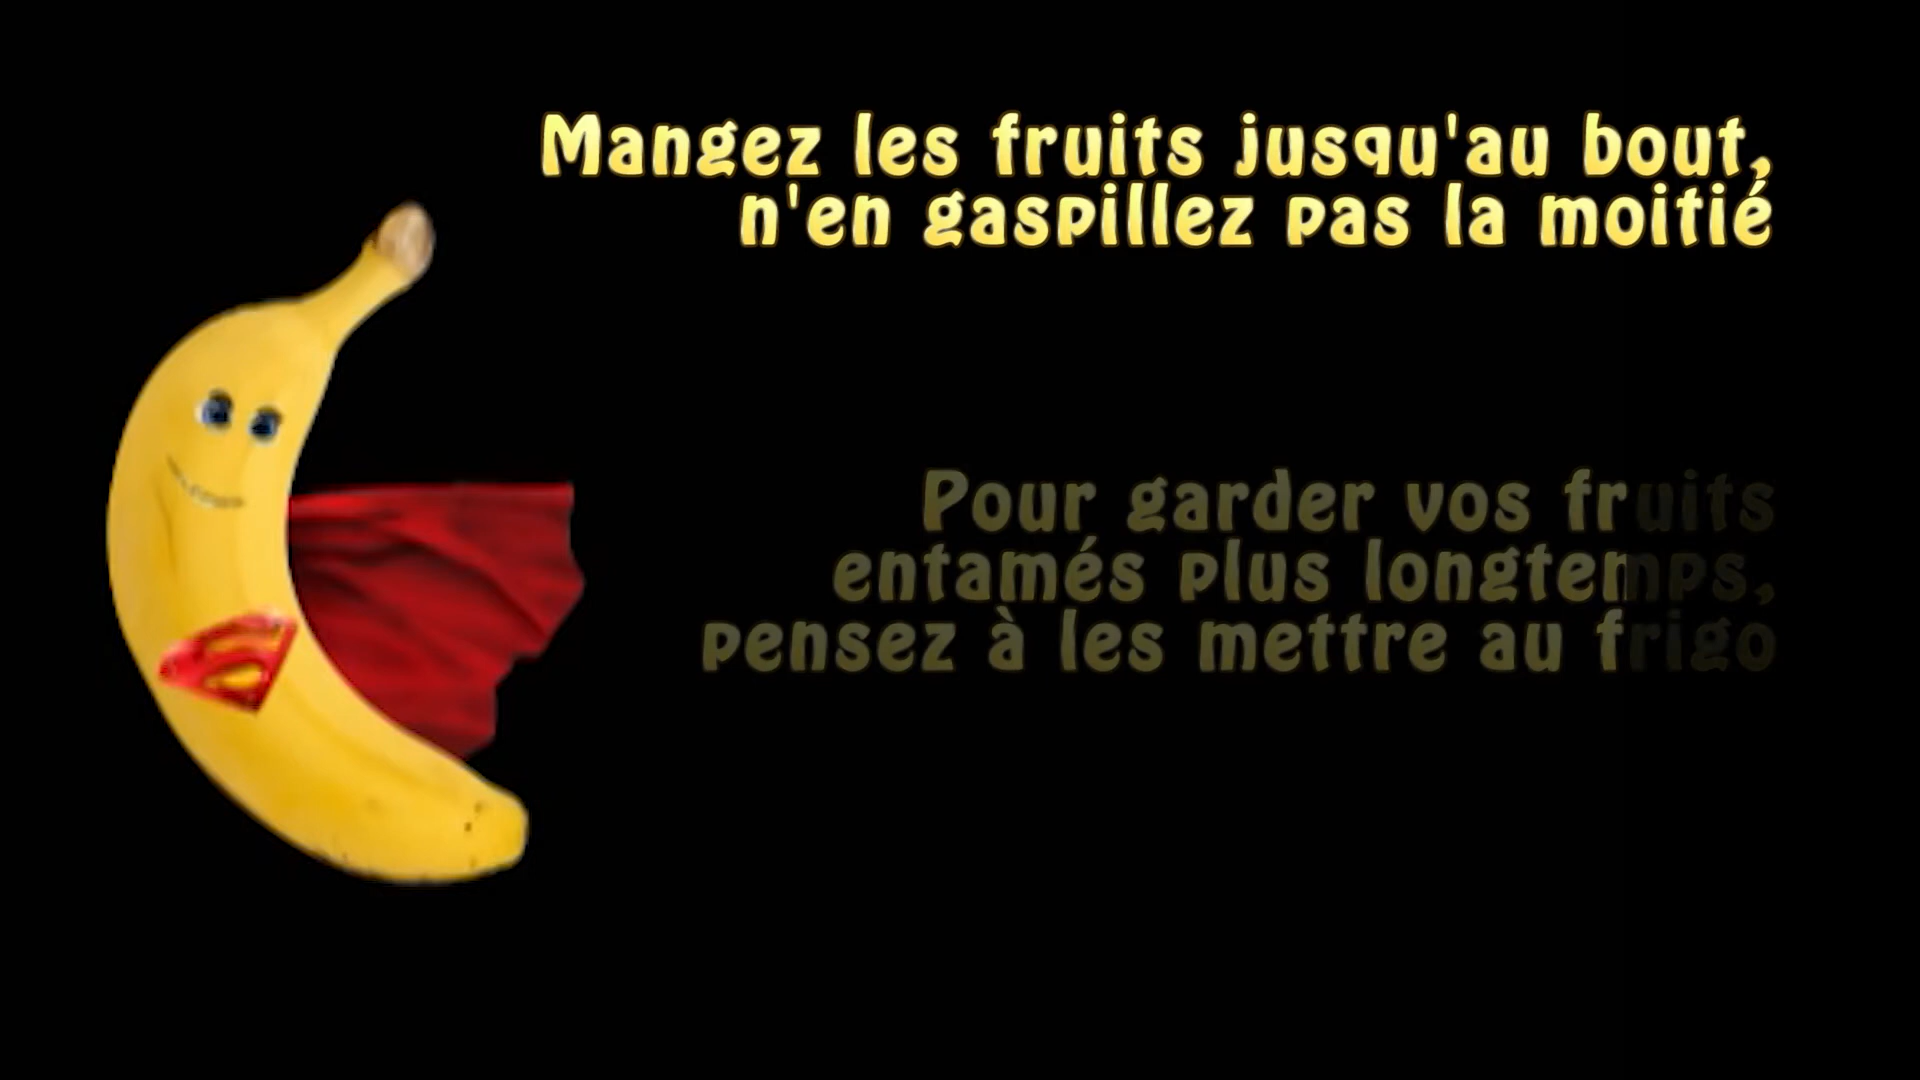 Mangez les fruits jusqu'au bout,
n'en gaspillez pas la moitié
Pour garder vos fruits
entamés plus longtemps,
pensez à les mettre au frigo